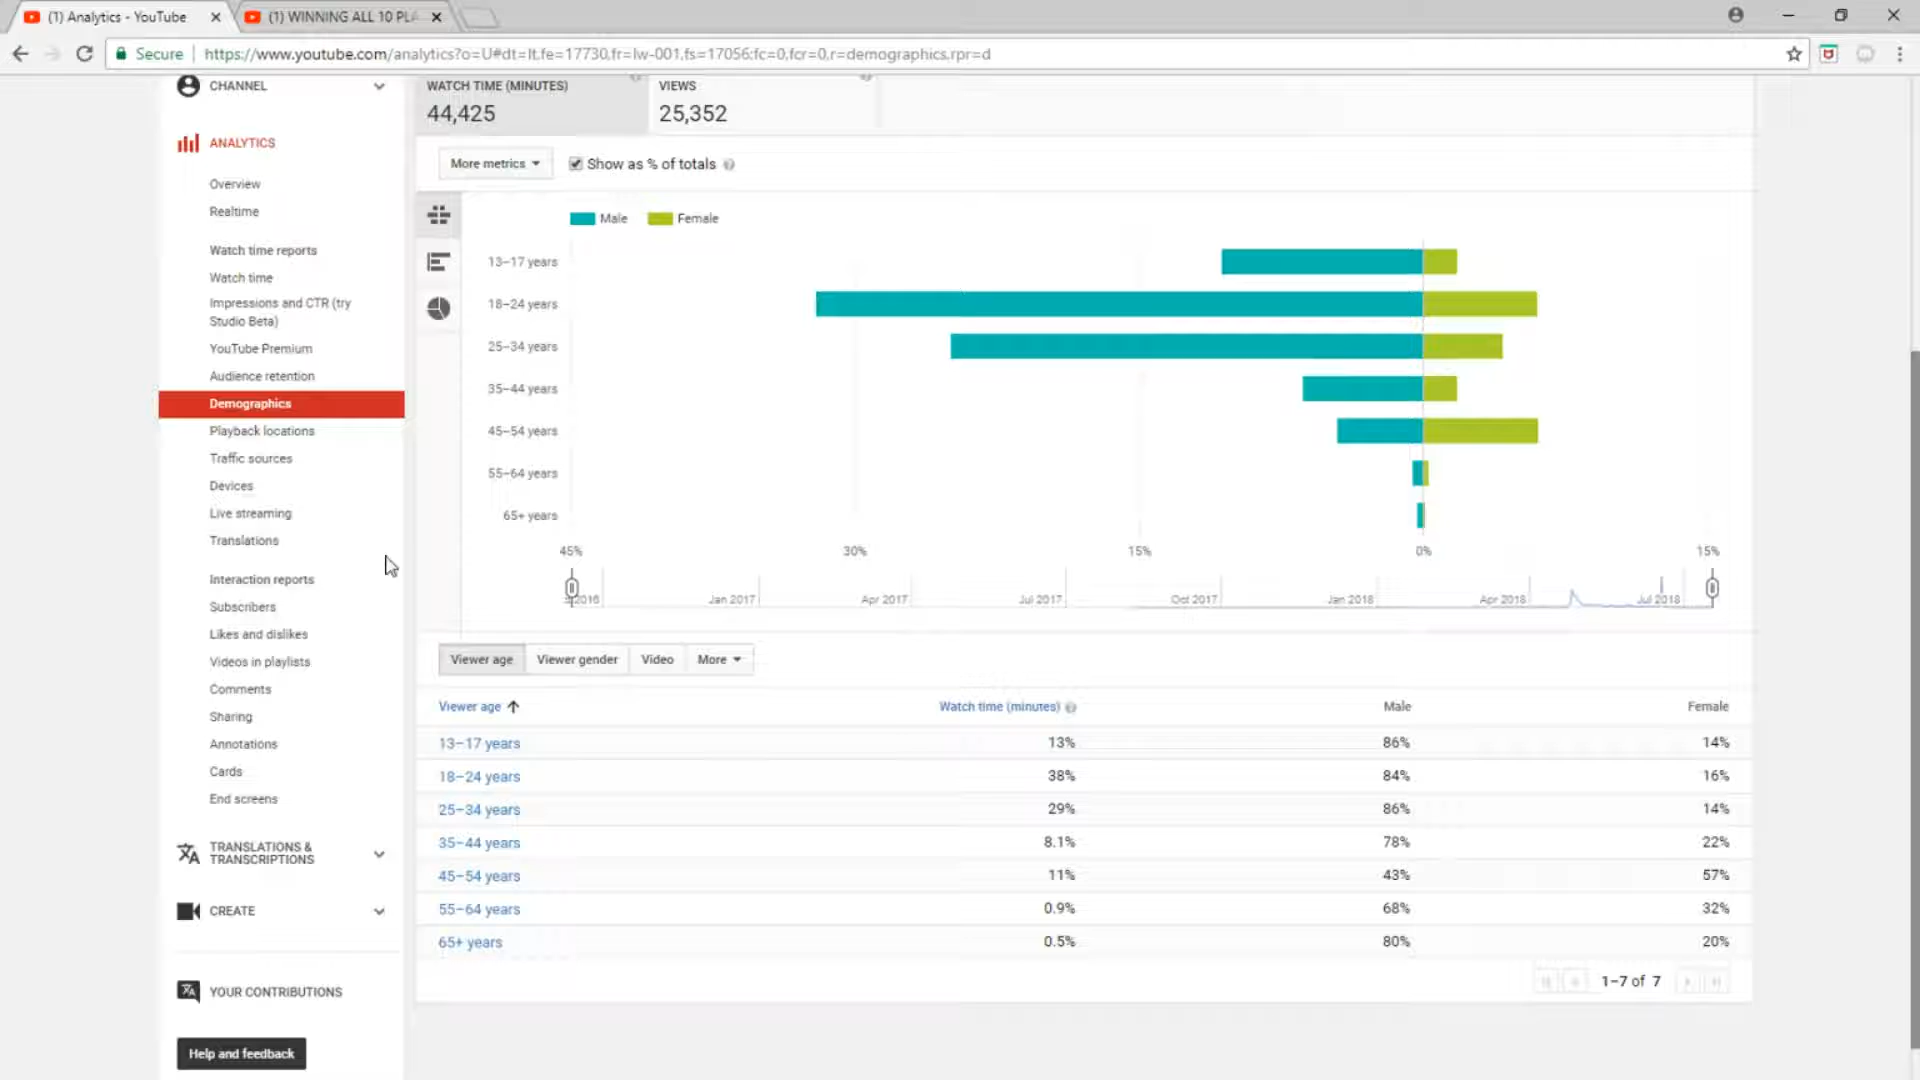 (1) Analytics - YouTube
(1) WINNING ALL 10 PL
Secure https://www.youtube.com/analytics?o=U#dt=lt,fe=17730,fr=lw-001,fs=17056;fc=0,fcr=0,r=demographics,rpr=d
CHANNEL
WATCH TIME (MINUTES)
44,425
VIEWS
25,352
ANALYTICS
Overview
Realtime
Watch time reports
Watch time
Impressions and CTR (try
Studio Beta)
YouTube Premium
Audience retention
Demographics
Playback locations
Traffic sources
Devices
Live streaming
Translations
Interaction reports
Subscribers
Likes and dislikes
Videos in playlists
Comments
Sharing
Annotations
Cards
End screens
TRANSLATIONS &
TRANSCRIPTIONS
CREATE
YOUR CONTRIBUTIONS
Help and feedback
More metrics
Show as % of totals
Male Female
13–17 years
18–24 years
25–34 years
35–44 years
45–54 years
55–64 years
65+ years
45% 30% 15% 0% 15%
2016 Jan 2017 Apr 2017 Jul 2017 Oct 2017 Jan 2018 Apr 2018 Jul 2018
Viewer age Viewer gender Video More
Viewer age Watch time (minutes) Male Female
13–17 years 13% 86% 14%
18–24 years 38% 84% 16%
25–34 years 29% 86% 14%
35–44 years 8.1% 78% 22%
45–54 years 11% 43% 57%
55–64 years 0.9% 68% 32%
65+ years 0.5% 80% 20%
1–7 of 7